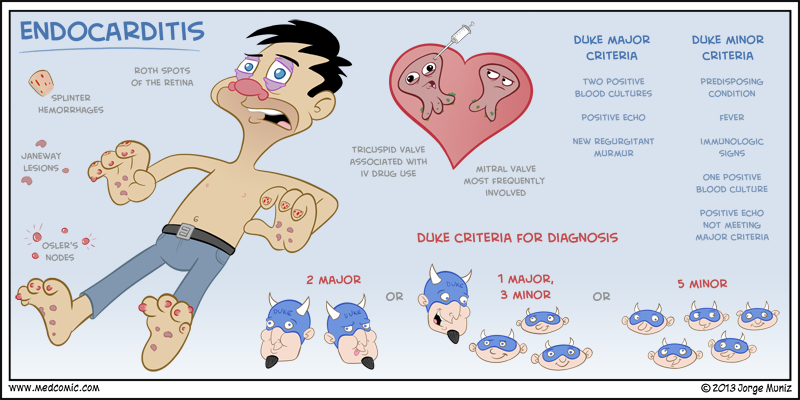 ENDOCARDITIS
ROTH SPOTS
OF THE RETINA
SPLINTER
HEMORRHAGES
JANEWAY
LESIONS
OSLER'S
NODES
TRICUSPID VALVE
ASSOCIATED WITH
IV DRUG USE
MITRAL VALVE
MOST FREQUENTLY
INVOLVED
DUKE MAJOR
CRITERIA
TWO POSITIVE
BLOOD CULTURES
POSITIVE ECHO
NEW REGURGITANT
MURMUR
DUKE MINOR
CRITERIA
PREDISPOSING
CONDITION
FEVER
IMMUNOLOGIC
SIGNS
ONE POSITIVE
BLOOD CULTURE
POSITIVE ECHO
NOT MEETING
MAJOR CRITERIA
DUKE CRITERIA FOR DIAGNOSIS
2 MAJOR
DUKE
DUKE
OR
1 MAJOR,
3 MINOR
DUKE
OR
5 MINOR
www.medcomic.com
© 2013 Jorge Muniz